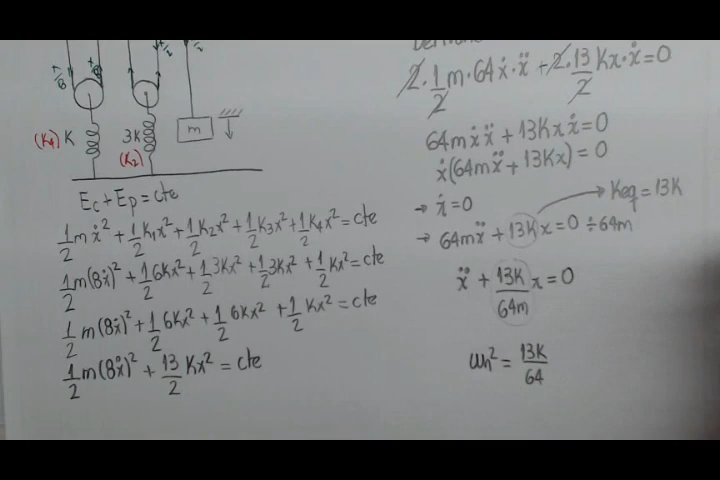 (K4) K
3K
(K2)
m
Ec + Ep = cte
1/2 m ẋ² + 1/2 K1x² + 1/2 K2x² + 1/2 K3x² + 1/2 K4x² = cte
1/2 m(8ẋ)² + 1/2 6Kx² + 1/2 3Kx² + 1/2 3Kx² + 1/2 Kx² = cte
1/2 m(8ẋ)² + 1/2 6Kx² + 1/2 6Kx² + 1/2 Kx² = cte
1/2 m(8ẋ)² + 13/2 Kx² = cte
2·1/2 m·64ẋ·ẍ + 2·13/2 Kx·ẋ = 0
64mẋẍ + 13Kxẋ = 0
ẋ(64mẍ + 13Kx) = 0
→ ẋ = 0
Keq = 13K
→ 64mẍ + 13Kx = 0 ÷64m
ẍ + 13K/64m x = 0
ωn² = 13K/64